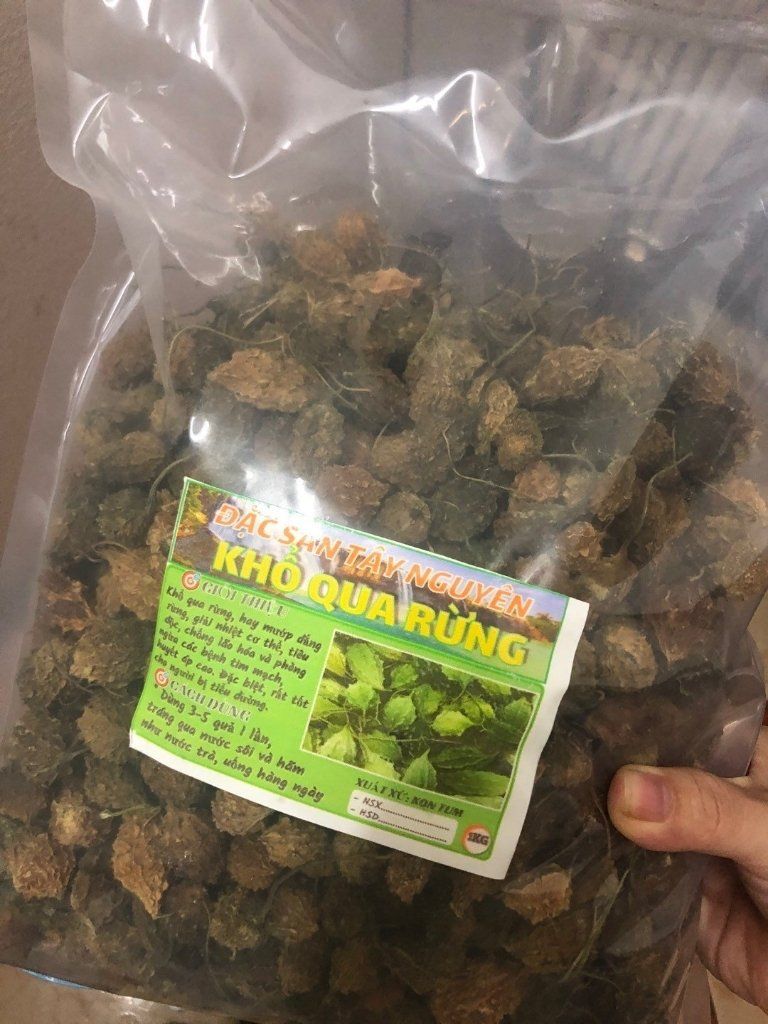 ĐẶC SẢN TÂY NGUYÊN
KHỔ QUA RỪNG
GIỚI THIỆU
Khổ qua rừng, hay mướp đắng
rừng, giải nhiệt cơ thể, tiêu
độc, chống lão hóa và phòng
ngừa các bệnh tim mạch,
huyết áp cao. Đặc biệt, rất tốt
cho người bị tiểu đường.
CÁCH DÙNG
Dùng 3-5 quả 1 lần,
tráng qua nước sôi và hãm
như nước trà, uống hàng ngày
XUẤT XỨ: KON TUM
- NSX..........................
- HSD..........................
1KG